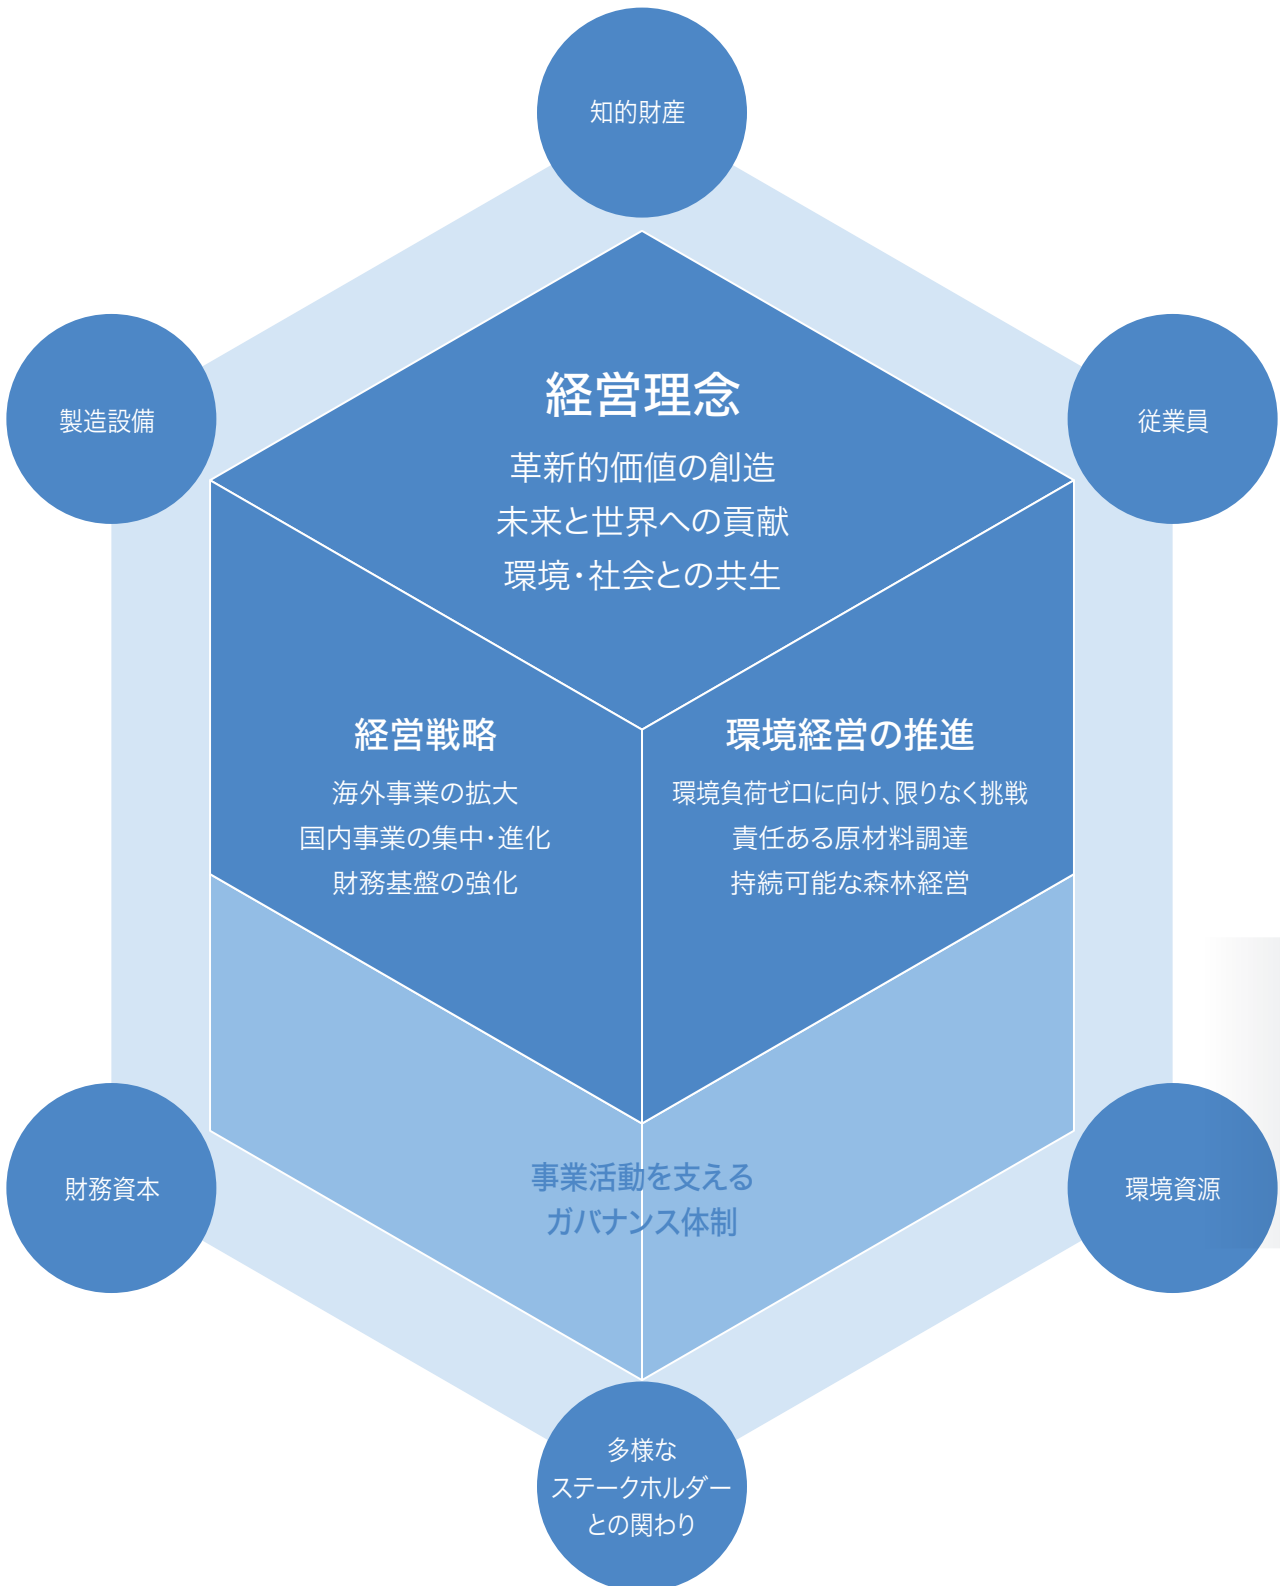 知的財産
製造設備
従業員
経営理念
革新的価値の創造
未来と世界への貢献
環境・社会との共生
経営戦略
海外事業の拡大
国内事業の集中・進化
財務基盤の強化
環境経営の推進
環境負荷ゼロに向け、限りなく挑戦
責任ある原材料調達
持続可能な森林経営
事業活動を支える
ガバナンス体制
財務資本
環境資源
多様な
ステークホルダー
との関わり